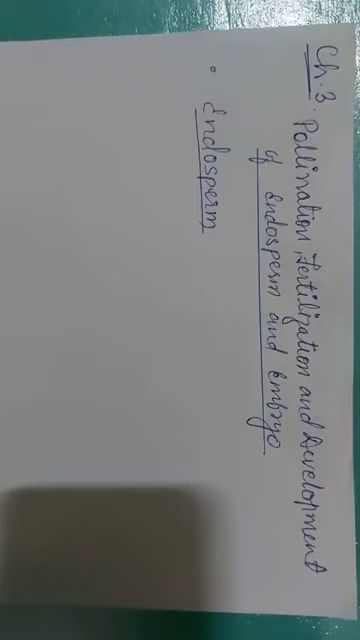 Ch.3. Pollination, Fertilization and Development
of Endosperm and Embryo
• Endosperm